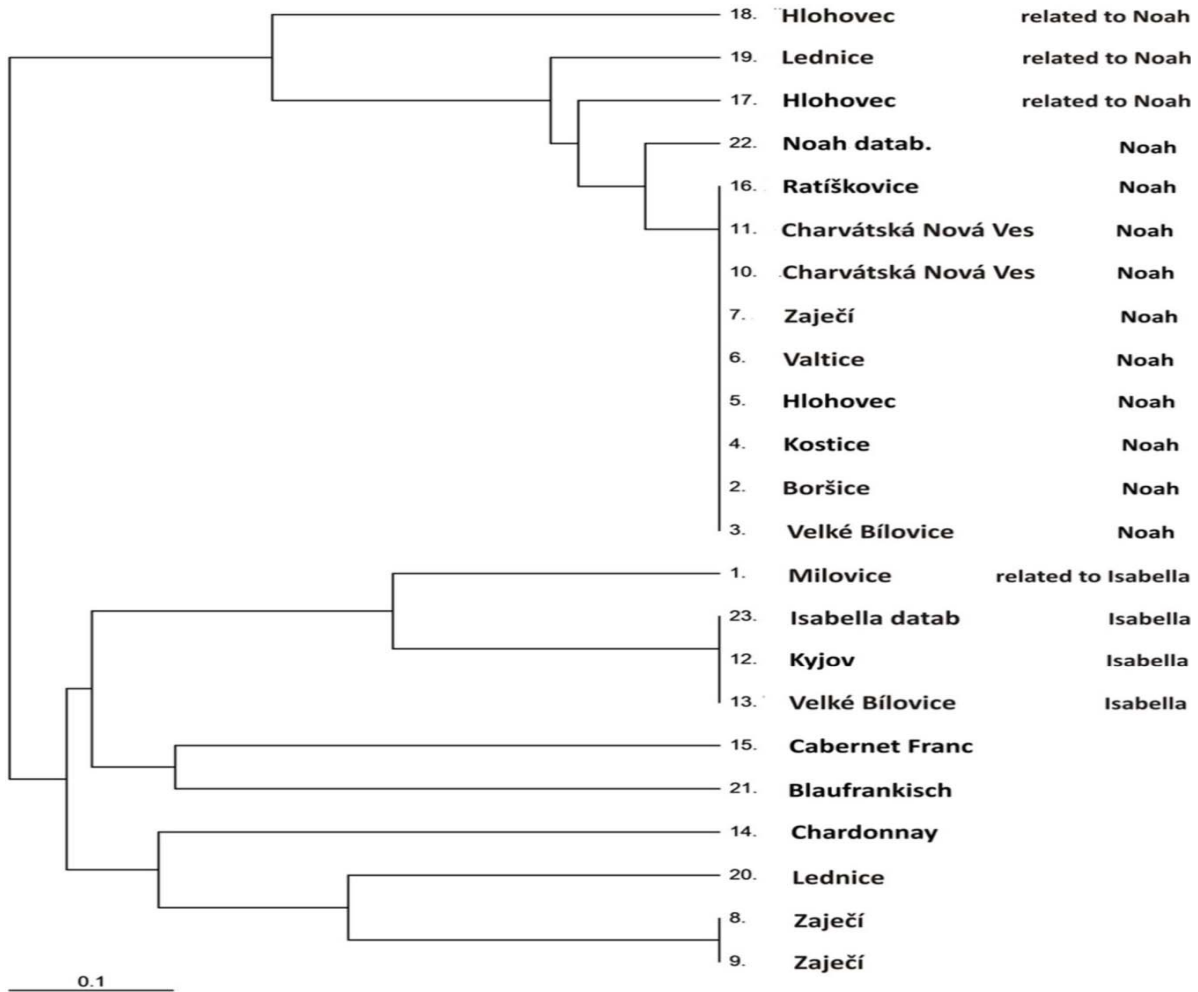 18. Hlohovec related to Noah
19. Lednice related to Noah
17. Hlohovec related to Noah
22. Noah datab. Noah
16. Ratíškovice Noah
11. Charvátská Nová Ves Noah
10. Charvátská Nová Ves Noah
7. Zaječí Noah
6. Valtice Noah
5. Hlohovec Noah
4. Kostice Noah
2. Boršice Noah
3. Velké Bílovice Noah
1. Milovice related to Isabella
23. Isabella datab Isabella
12. Kyjov Isabella
13. Velké Bílovice Isabella
15. Cabernet Franc
21. Blaufrankisch
14. Chardonnay
20. Lednice
8. Zaječí
9. Zaječí
0.1